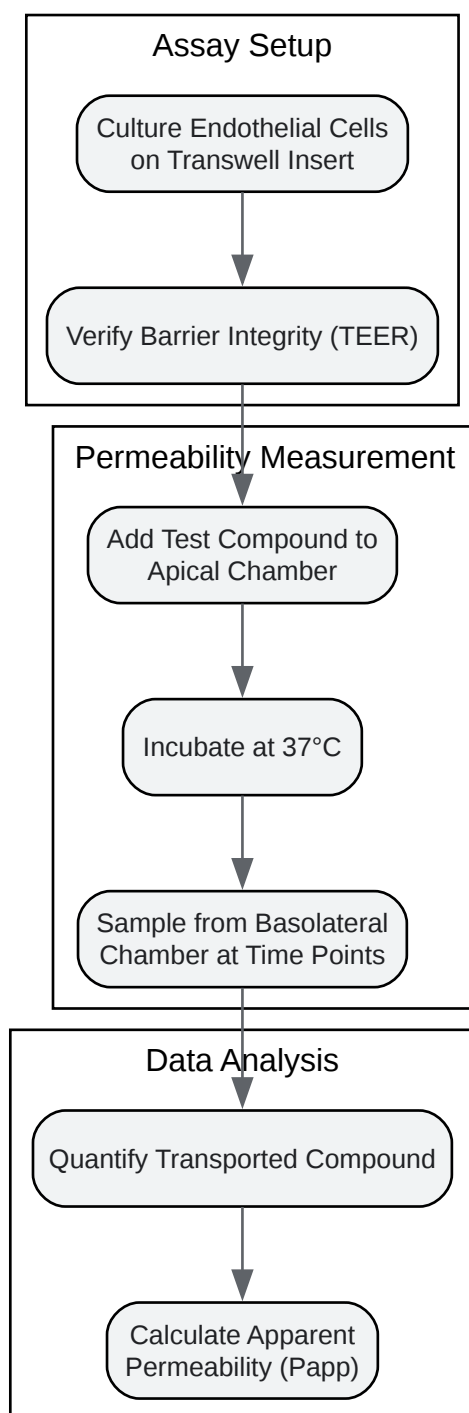 Assay Setup
Culture Endothelial Cells
on Transwell Insert
Verify Barrier Integrity (TEER)
Permeability Measurement
Add Test Compound to
Apical Chamber
Incubate at 37°C
Sample from Basolateral
Chamber at Time Points
Data Analysis
Quantify Transported Compound
Calculate Apparent
Permeability (Papp)